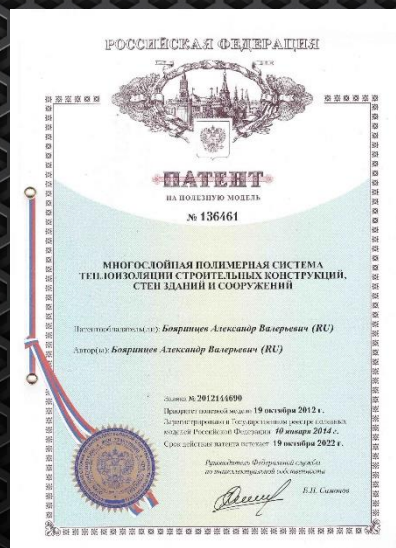 РОССИЙСКАЯ ФЕДЕРАЦИЯ
ПАТЕНТ
НА ПОЛЕЗНУЮ МОДЕЛЬ
№ 136461
МНОГОСЛОЙНАЯ ПОЛИМЕРНАЯ СИСТЕМА
ТЕПЛОИЗОЛЯЦИИ СТРОИТЕЛЬНЫХ КОНСТРУКЦИЙ,
СТЕН ЗДАНИЙ И СООРУЖЕНИЙ
Патентообладатель(ли): Бояринцев Александр Валерьевич (RU)
Автор(ы): Бояринцев Александр Валерьевич (RU)
Заявка № 2012144690
Приоритет полезной модели 19 октября 2012 г.
Зарегистрировано в Государственном реестре полезных
моделей Российской Федерации 10 января 2014 г.
Срок действия патента истекает 19 октября 2022 г.
Руководитель Федеральной службы
по интеллектуальной собственности
Б.П. Симонов